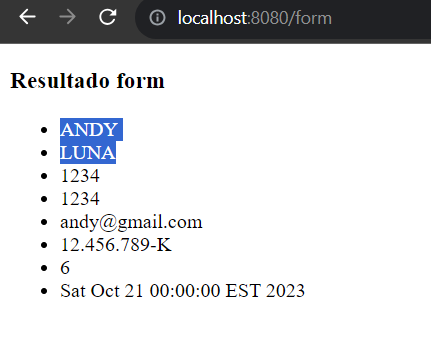 localhost:8080/form
Resultado form
ANDY
LUNA
1234
1234
andy@gmail.com
12.456.789-K
6
Sat Oct 21 00:00:00 EST 2023